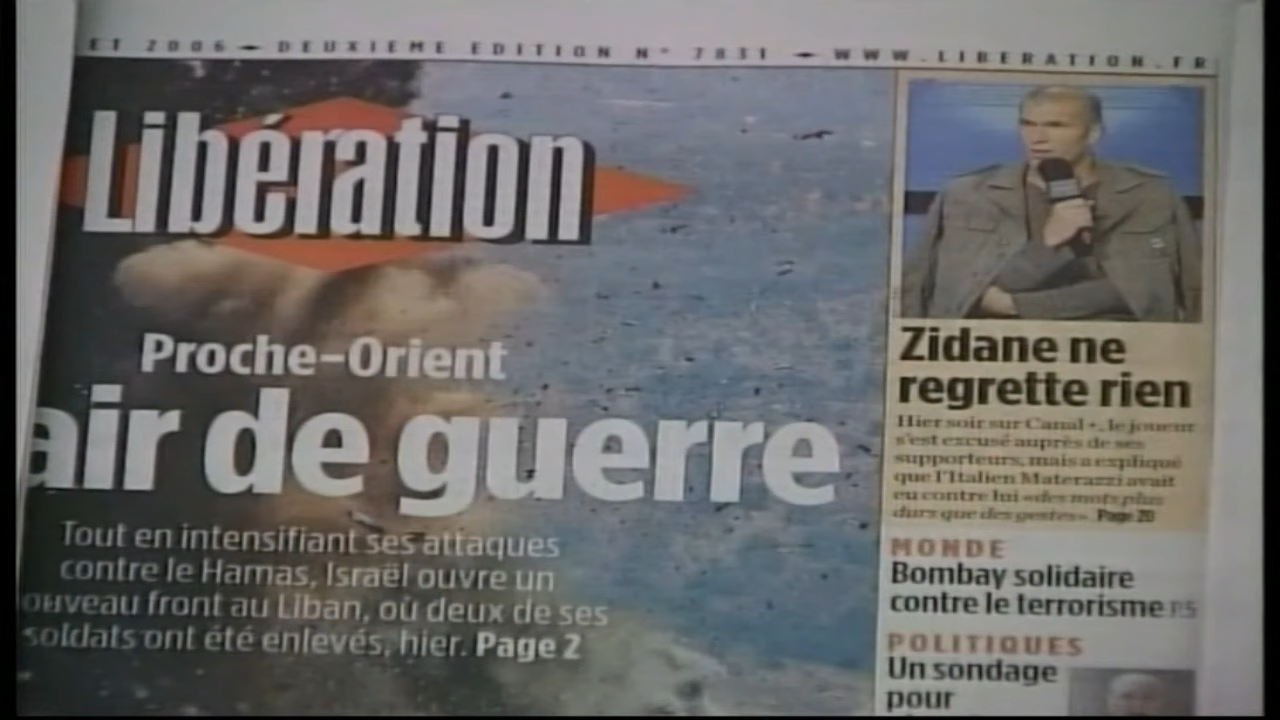 ET 2006 – DEUXIEME EDITION N° 7831 – WWW.LIBERATION.FR
Libération
Proche-Orient
air de guerre
Tout en intensifiant ses attaques
contre le Hamas, Israël ouvre un
ouveau front au Liban, où deux de ses
soldats ont été enlevés, hier. Page 2
Zidane ne
regrette rien
Hier soir sur Canal +, le joueur
s'est excusé auprès de ses
supporteurs, mais a expliqué
que l'Italien Materazzi avait
eu contre lui «des mots plus
durs que des gestes». Page 20
MONDE
Bombay solidaire
contre le terrorisme P.5
POLITIQUES
Un sondage
pour